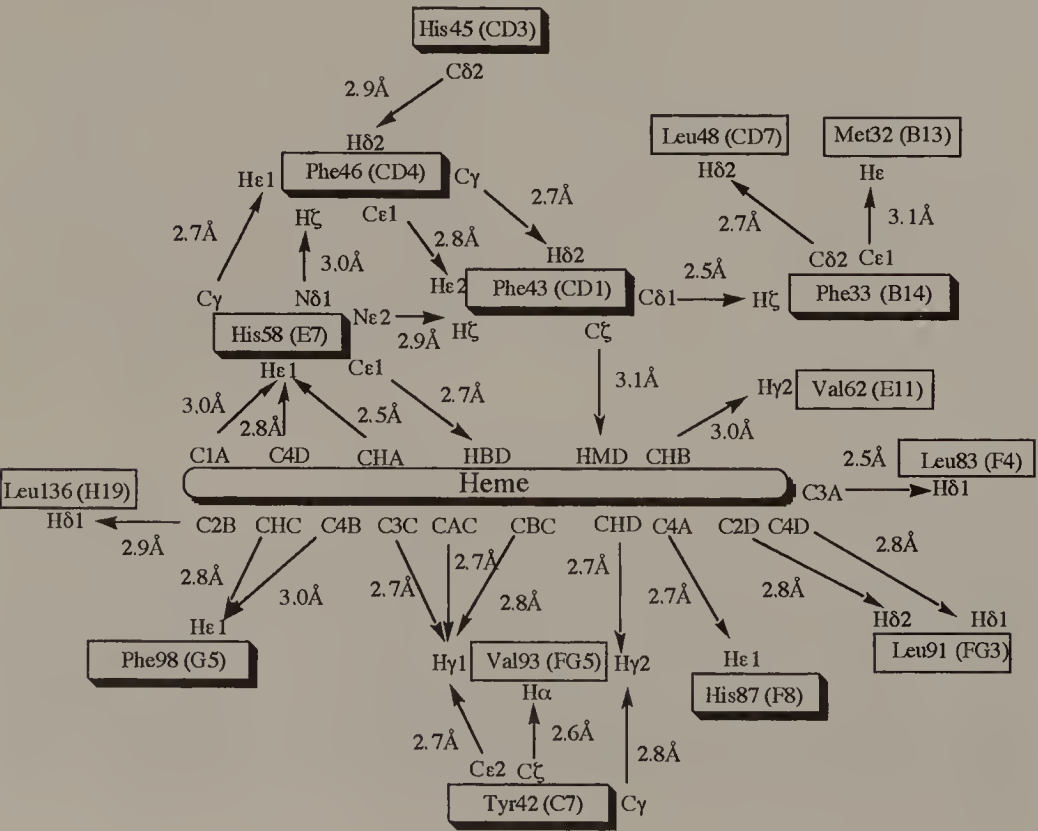 His45 (CD3)
Cδ2
2.9Å
Hδ2
Phe46 (CD4)
Hε1
Cγ
Hζ
Cε1
2.7Å
3.0Å
2.8Å
2.7Å
Leu48 (CD7)
Met32 (B13)
Hδ2
Hε
2.7Å
3.1Å
Cδ2
Cε1
Hδ2
Hε2
Phe43 (CD1)
Cδ1
2.5Å
Hζ
Phe33 (B14)
Cγ
Nδ1
His58 (E7)
Nε2
2.9Å
Hζ
Cζ
Hε1
Cε1
3.0Å
2.8Å
2.5Å
2.7Å
3.1Å
Hγ2
Val62 (E11)
3.0Å
C1A
C4D
CHA
HBD
HMD
CHB
Heme
2.5Å
Leu83 (F4)
C3A
Hδ1
Leu136 (H19)
Hδ1
2.9Å
C2B
CHC
C4B
C3C
CAC
CBC
CHD
C4A
C2D
C4D
2.8Å
3.0Å
2.7Å
2.7Å
2.8Å
2.7Å
2.7Å
2.8Å
2.8Å
Hε1
Phe98 (G5)
Hγ1
Val93 (FG5)
Hγ2
Hα
Hε1
His87 (F8)
Hδ2
Hδ1
Leu91 (FG3)
2.7Å
2.6Å
2.8Å
Cε2
Cζ
Tyr42 (C7)
Cγ